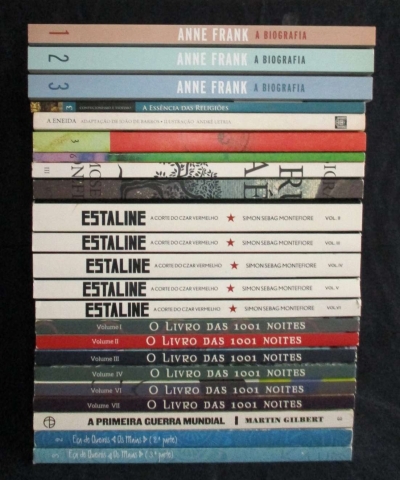 1 ANNE FRANK A BIOGRAFIA
2 ANNE FRANK A BIOGRAFIA
3 ANNE FRANK A BIOGRAFIA
A ESSÊNCIA DAS RELIGIÕES
A ENEIDA ADAPTAÇÃO DE JOÃO DE BARROS
ESTALINE A CORTE DO CZAR VERMELHO ★ SIMON SEBAG MONTEFIORE VOL. II
ESTALINE A CORTE DO CZAR VERMELHO ★ SIMON SEBAG MONTEFIORE VOL. III
ESTALINE A CORTE DO CZAR VERMELHO ★ SIMON SEBAG MONTEFIORE VOL. IV
ESTALINE A CORTE DO CZAR VERMELHO ★ SIMON SEBAG MONTEFIORE VOL. V
ESTALINE A CORTE DO CZAR VERMELHO ★ SIMON SEBAG MONTEFIORE VOL. VI
Volume I O LIVRO DAS 1001 NOITES
Volume II O LIVRO DAS 1001 NOITES
Volume III O LIVRO DAS 1001 NOITES
Volume IV O LIVRO DAS 1001 NOITES
Volume VI O LIVRO DAS 1001 NOITES
Volume VII O LIVRO DAS 1001 NOITES
A PRIMEIRA GUERRA MUNDIAL | MARTIN GILBERT
Eça de Queirós Os Maias
Eça de Queirós Os Maias